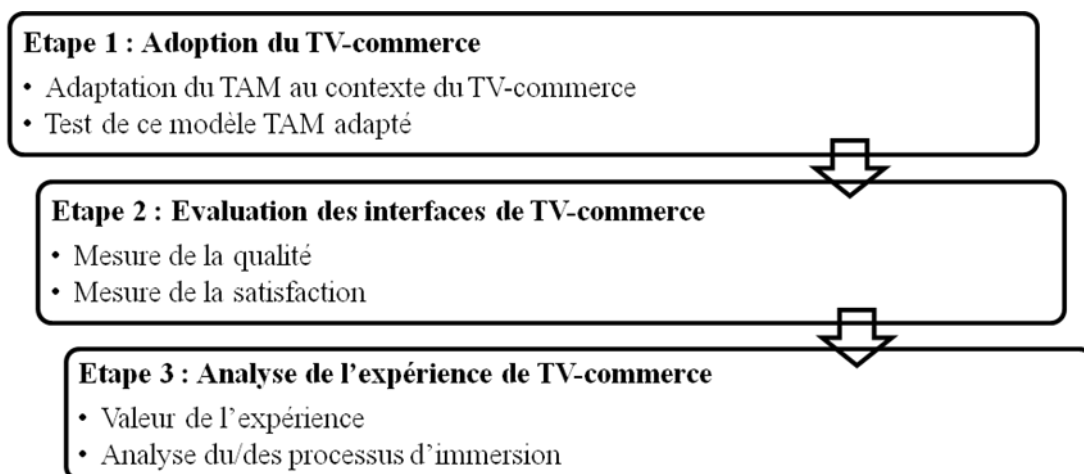 Etape 1 : Adoption du TV-commerce
• Adaptation du TAM au contexte du TV-commerce
• Test de ce modèle TAM adapté
Etape 2 : Evaluation des interfaces de TV-commerce
• Mesure de la qualité
• Mesure de la satisfaction
Etape 3 : Analyse de l'expérience de TV-commerce
• Valeur de l'expérience
• Analyse du/des processus d'immersion